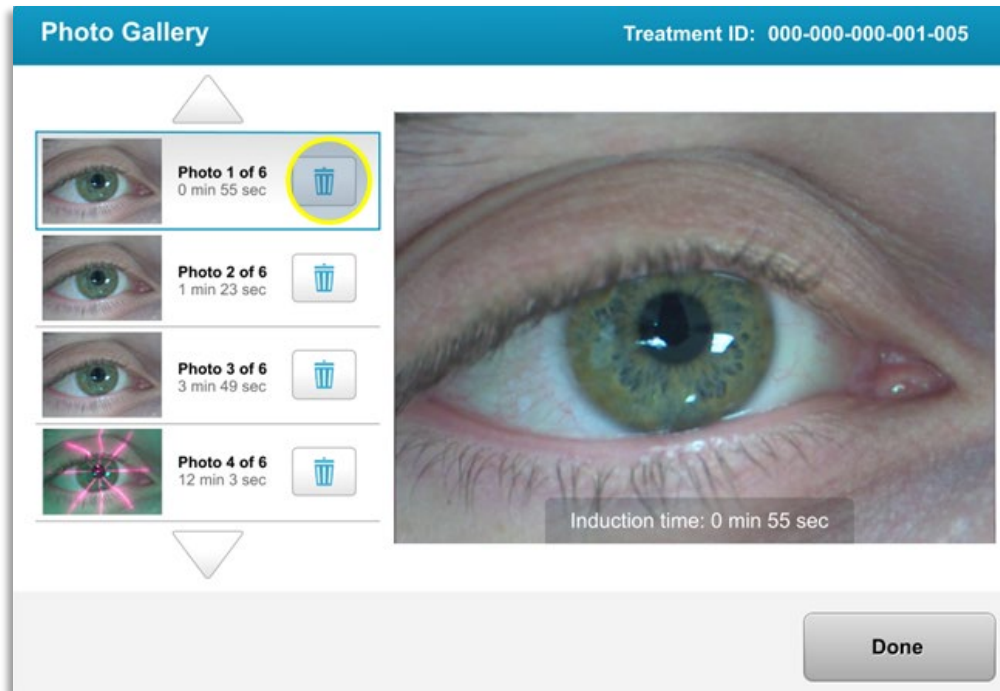 Photo Gallery
Treatment ID: 000-000-000-001-005
Photo 1 of 6
0 min 55 sec
Photo 2 of 6
1 min 23 sec
Photo 3 of 6
3 min 49 sec
Photo 4 of 6
12 min 3 sec
Induction time: 0 min 55 sec
Done